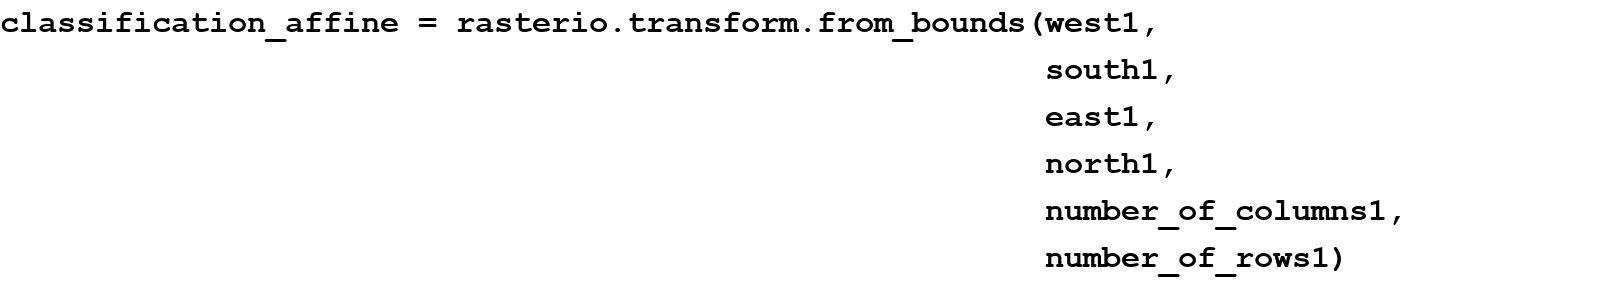 classification_affine = rasterio.transform.from_bounds(west1,
south1,
east1,
north1,
number_of_columns1,
number_of_rows1)